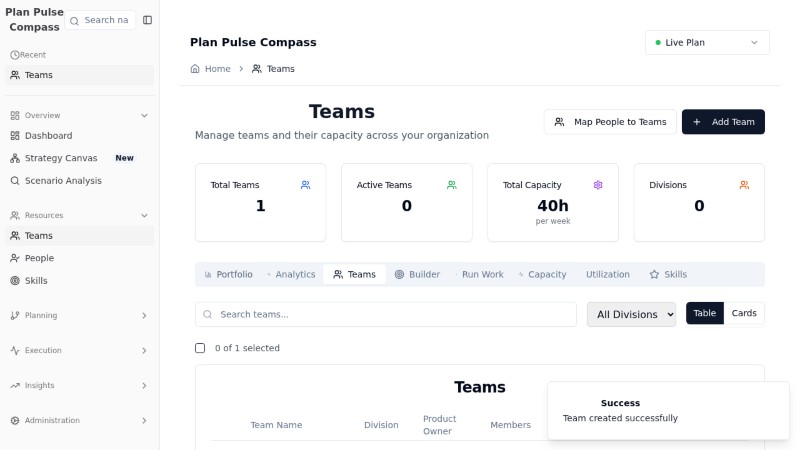 Plan Pulse
Compass
Search na
Recent
Teams
Overview
Dashboard
Strategy Canvas New
Scenario Analysis
Resources
Teams
People
Skills
Planning
Execution
Insights
Administration
Plan Pulse Compass
Live Plan
Home > Teams
Teams
Manage teams and their capacity across your organization
Map People to Teams
+ Add Team
Total Teams
1
Active Teams
0
Total Capacity
40h
per week
Divisions
0
Portfolio Analytics Teams Builder Run Work Capacity Utilization Skills
Search teams...
All Divisions
Table Cards
0 of 1 selected
Teams
Team Name Division Product Owner Members
Success
Team created successfully